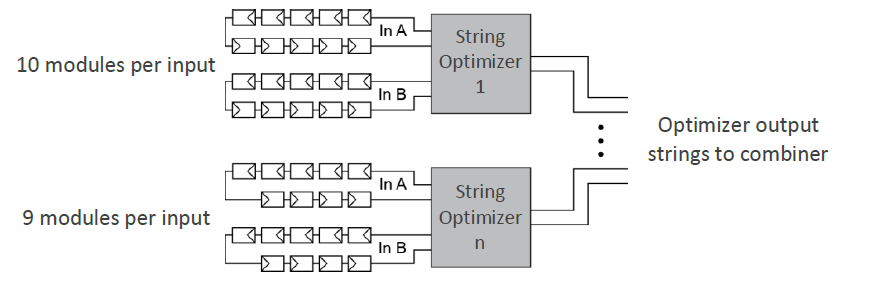 10 modules per input
In A
In B
String
Optimizer
1
Optimizer output
strings to combiner
9 modules per input
In A
In B
String
Optimizer
n